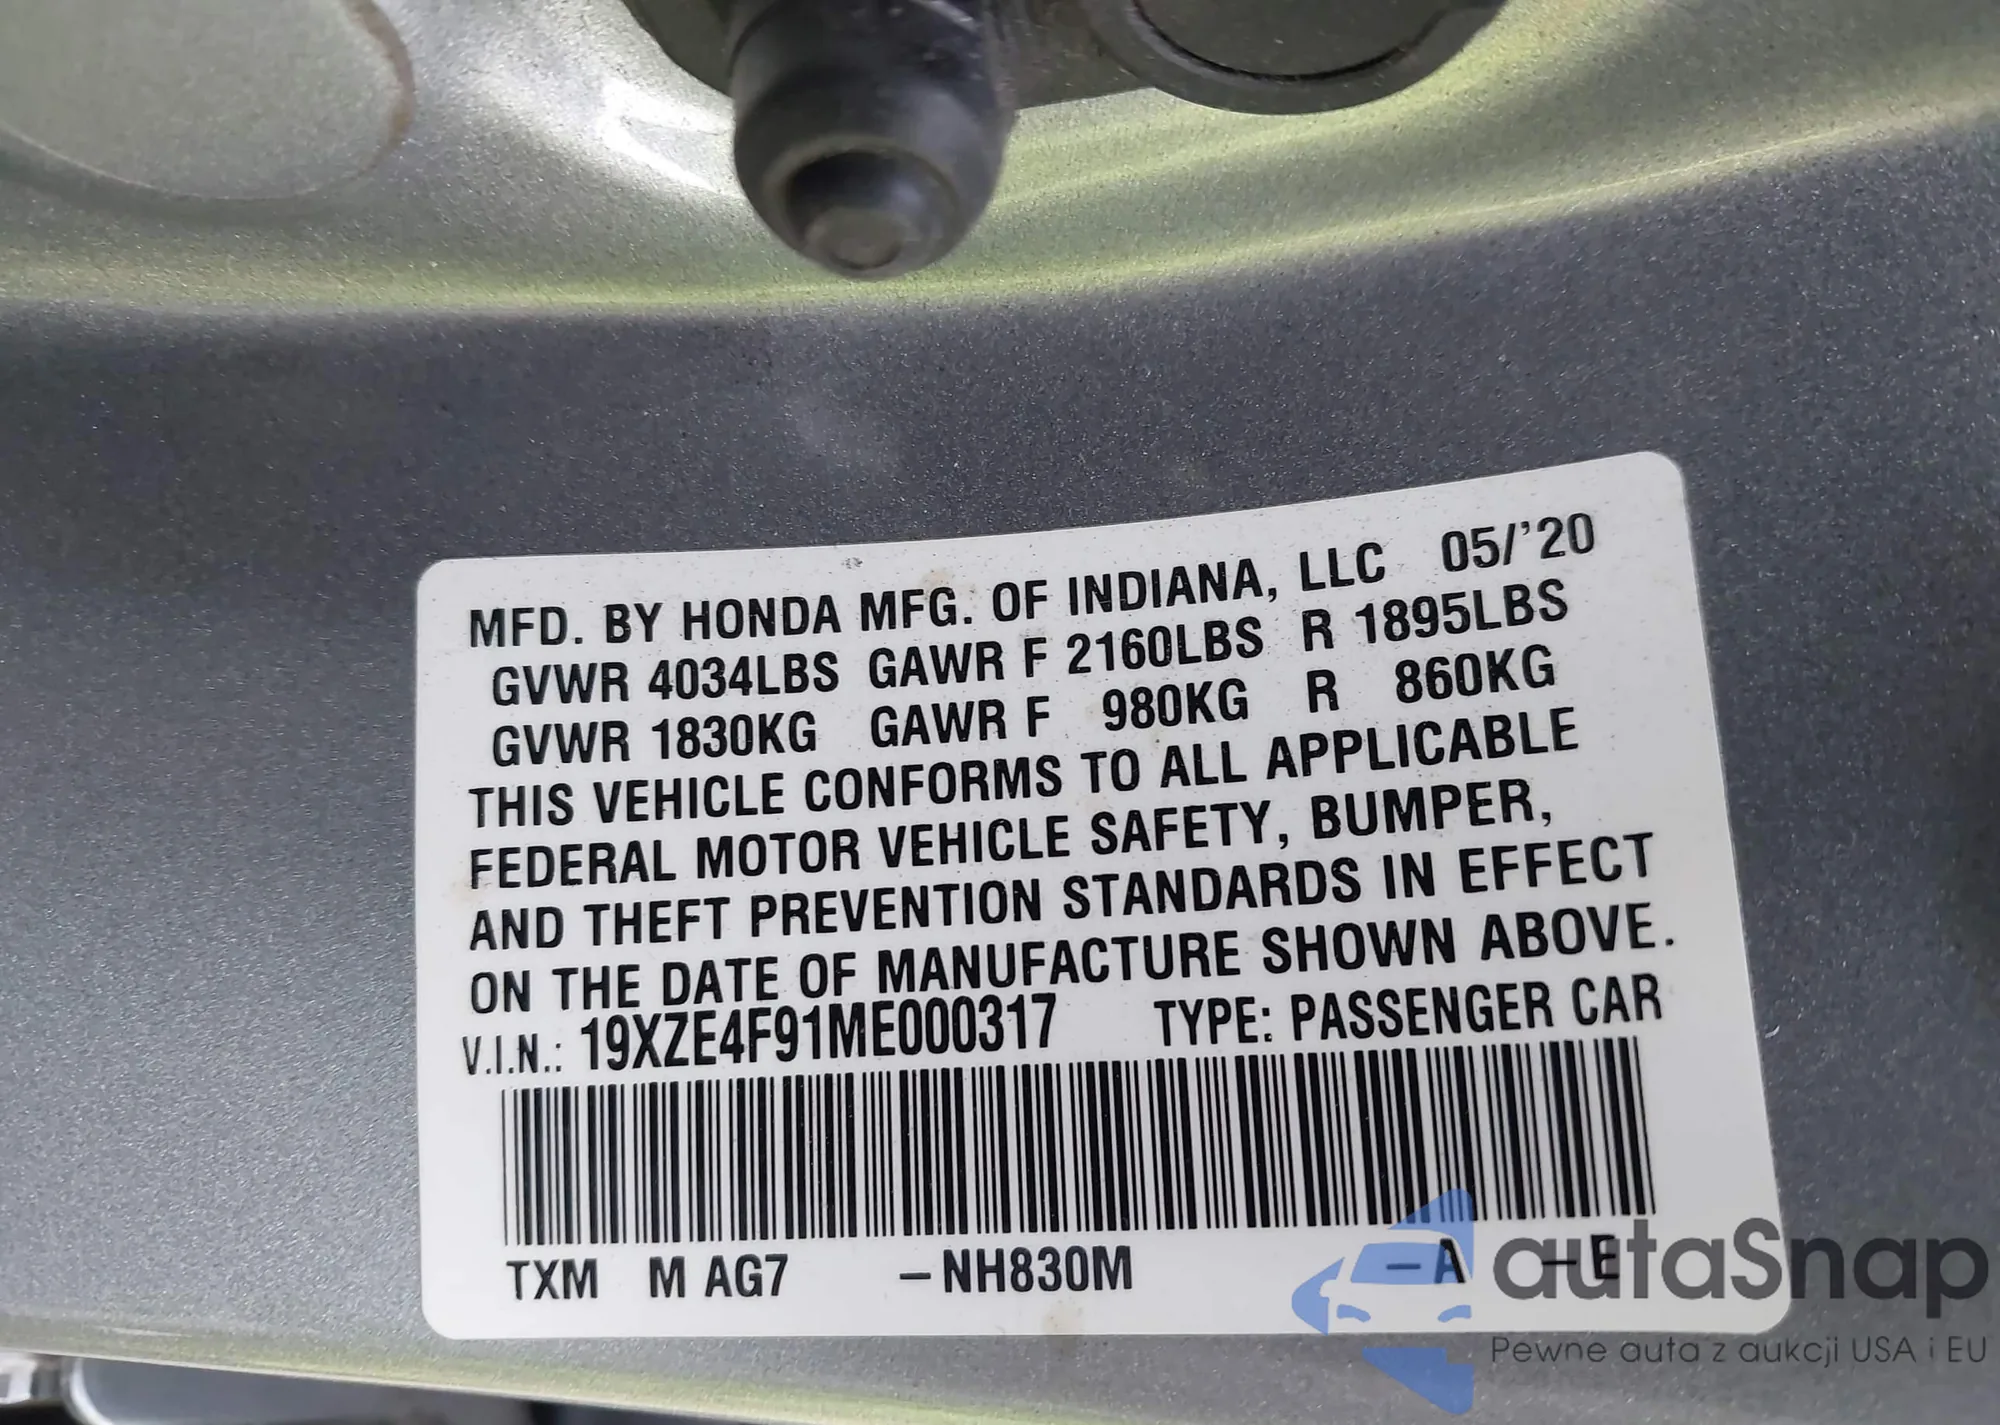 MFD. BY HONDA MFG. OF INDIANA, LLC 05/'20
GVWR 4034LBS GAWR F 2160LBS R 1895LBS
GVWR 1830KG GAWR F 980KG R 860KG
THIS VEHICLE CONFORMS TO ALL APPLICABLE
FEDERAL MOTOR VEHICLE SAFETY, BUMPER,
AND THEFT PREVENTION STANDARDS IN EFFECT
ON THE DATE OF MANUFACTURE SHOWN ABOVE.
V.I.N.: 19XZE4F91ME000317 TYPE: PASSENGER CAR
TXM M AG7 –NH830M –A –E
autaSnap
Pewne auta z aukcji USA i EU